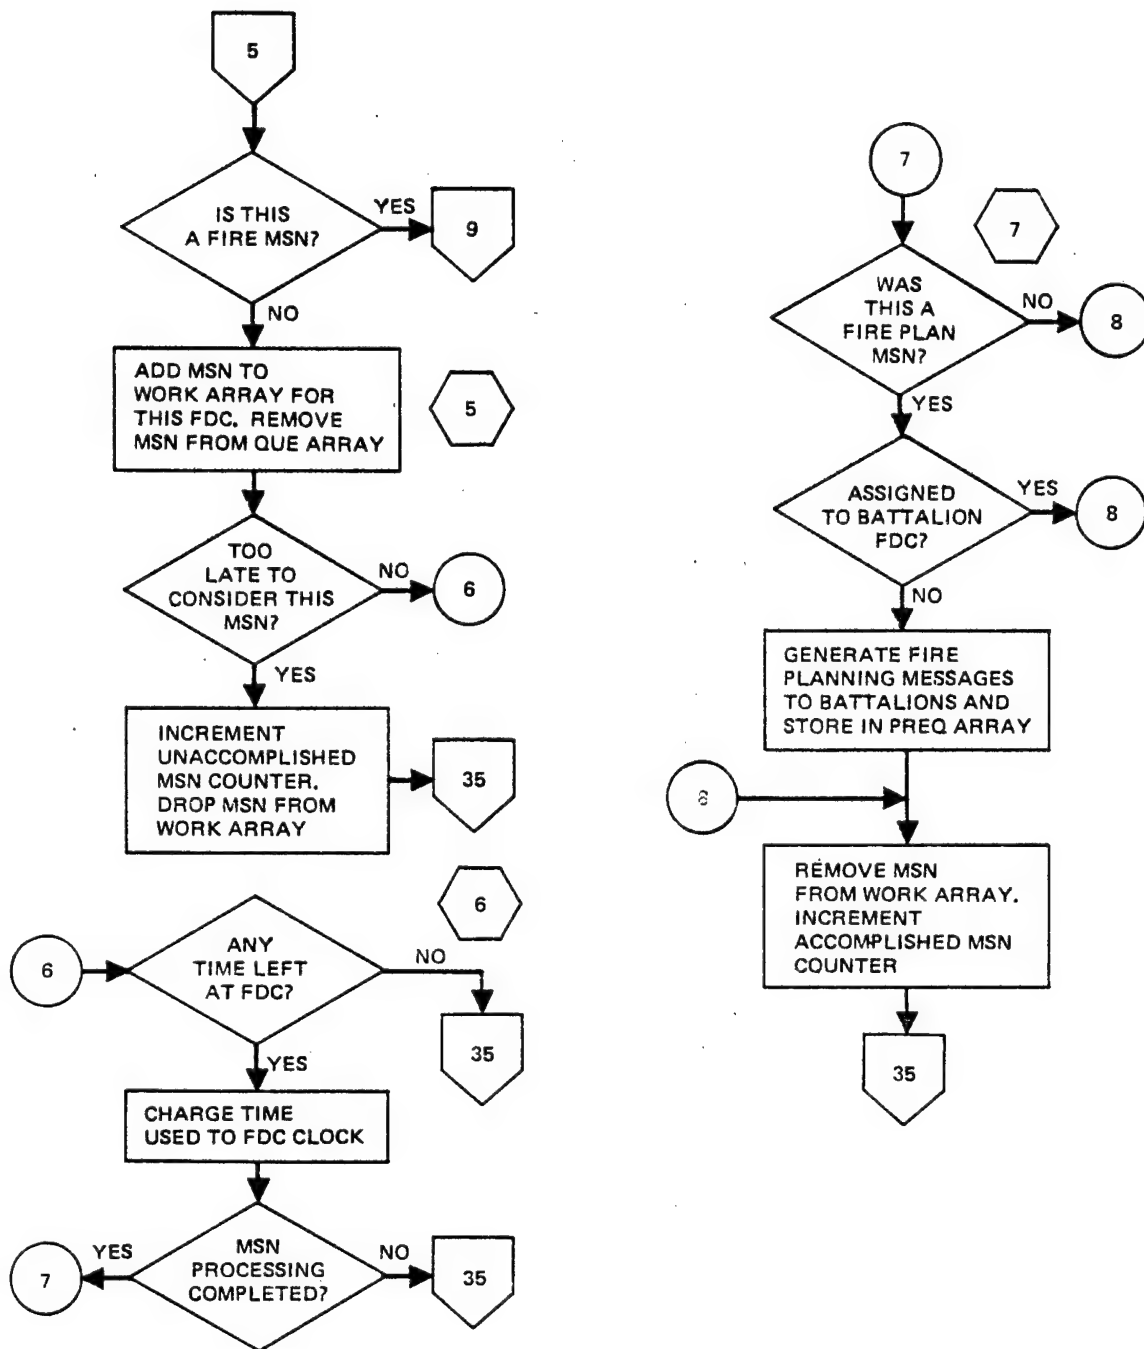 5
IS THIS
A FIRE MSN?
YES
9
NO
ADD MSN TO
WORK ARRAY FOR
THIS FDC. REMOVE
MSN FROM QUE ARRAY
5
TOO
LATE TO
CONSIDER THIS
MSN?
NO
6
YES
INCREMENT
UNACCOMPLISHED
MSN COUNTER.
DROP MSN FROM
WORK ARRAY
35
6
6
ANY
TIME LEFT
AT FDC?
NO
35
YES
CHARGE TIME
USED TO FDC CLOCK
MSN
PROCESSING
COMPLETED?
YES
7
NO
35
7
7
WAS
THIS A
FIRE PLAN
MSN?
NO
8
YES
ASSIGNED
TO BATTALION
FDC?
YES
8
NO
GENERATE FIRE
PLANNING MESSAGES
TO BATTALIONS AND
STORE IN PREQ ARRAY
REMOVE MSN
FROM WORK ARRAY.
INCREMENT
ACCOMPLISHED MSN
COUNTER
35